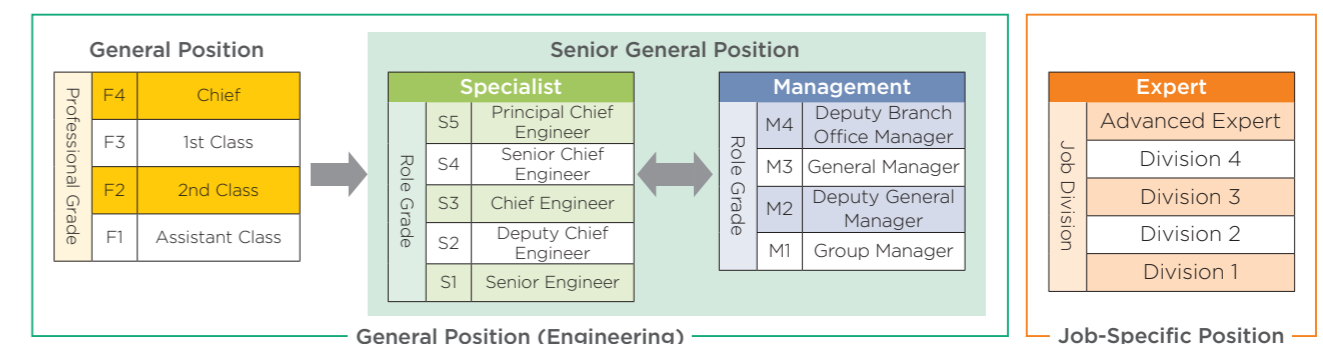 General Position
Professional Grade
F4 Chief
F3 1st Class
F2 2nd Class
F1 Assistant Class
Senior General Position
Specialist
Role Grade
S5 Principal Chief
Engineer
S4 Senior Chief
Engineer
S3 Chief Engineer
S2 Deputy Chief
Engineer
S1 Senior Engineer
Management
Role Grade
M4 Deputy Branch
Office Manager
M3 General Manager
M2 Deputy General
Manager
M1 Group Manager
General Position (Engineering)
Expert
Job Division
Advanced Expert
Division 4
Division 3
Division 2
Division 1
Job-Specific Position